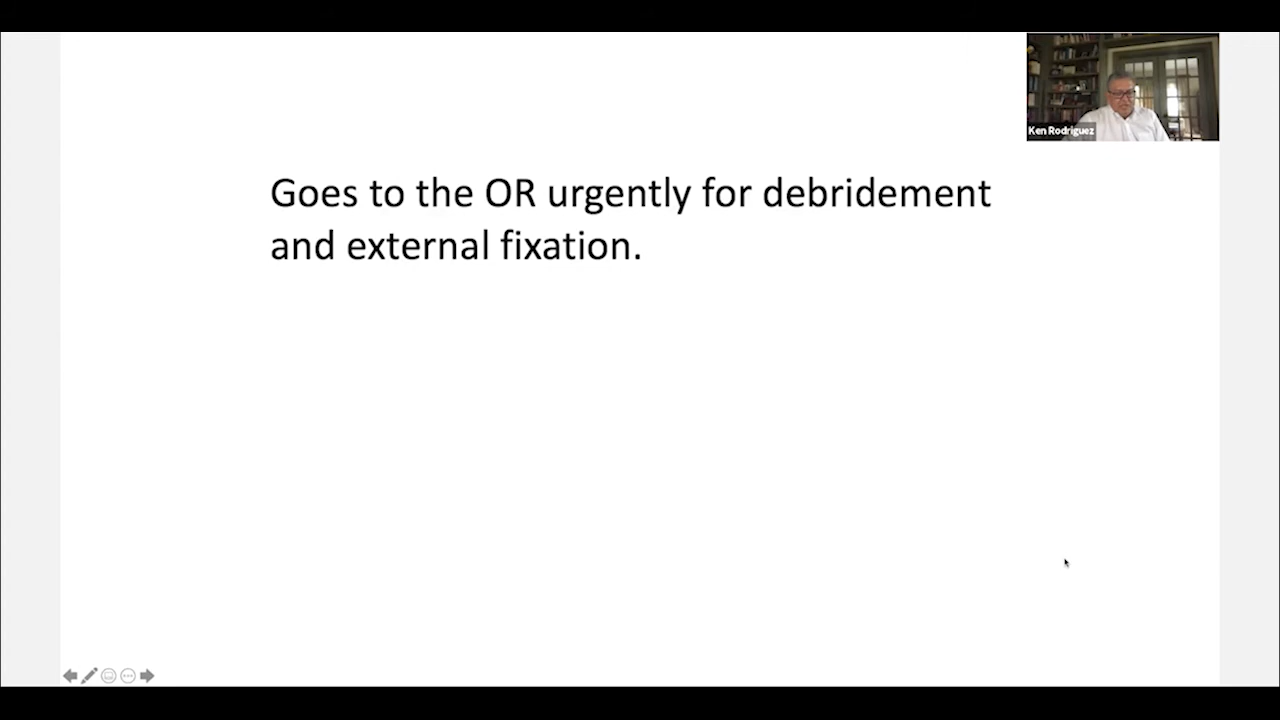 Ken Rodriguez
Goes to the OR urgently for debridement
and external fixation.